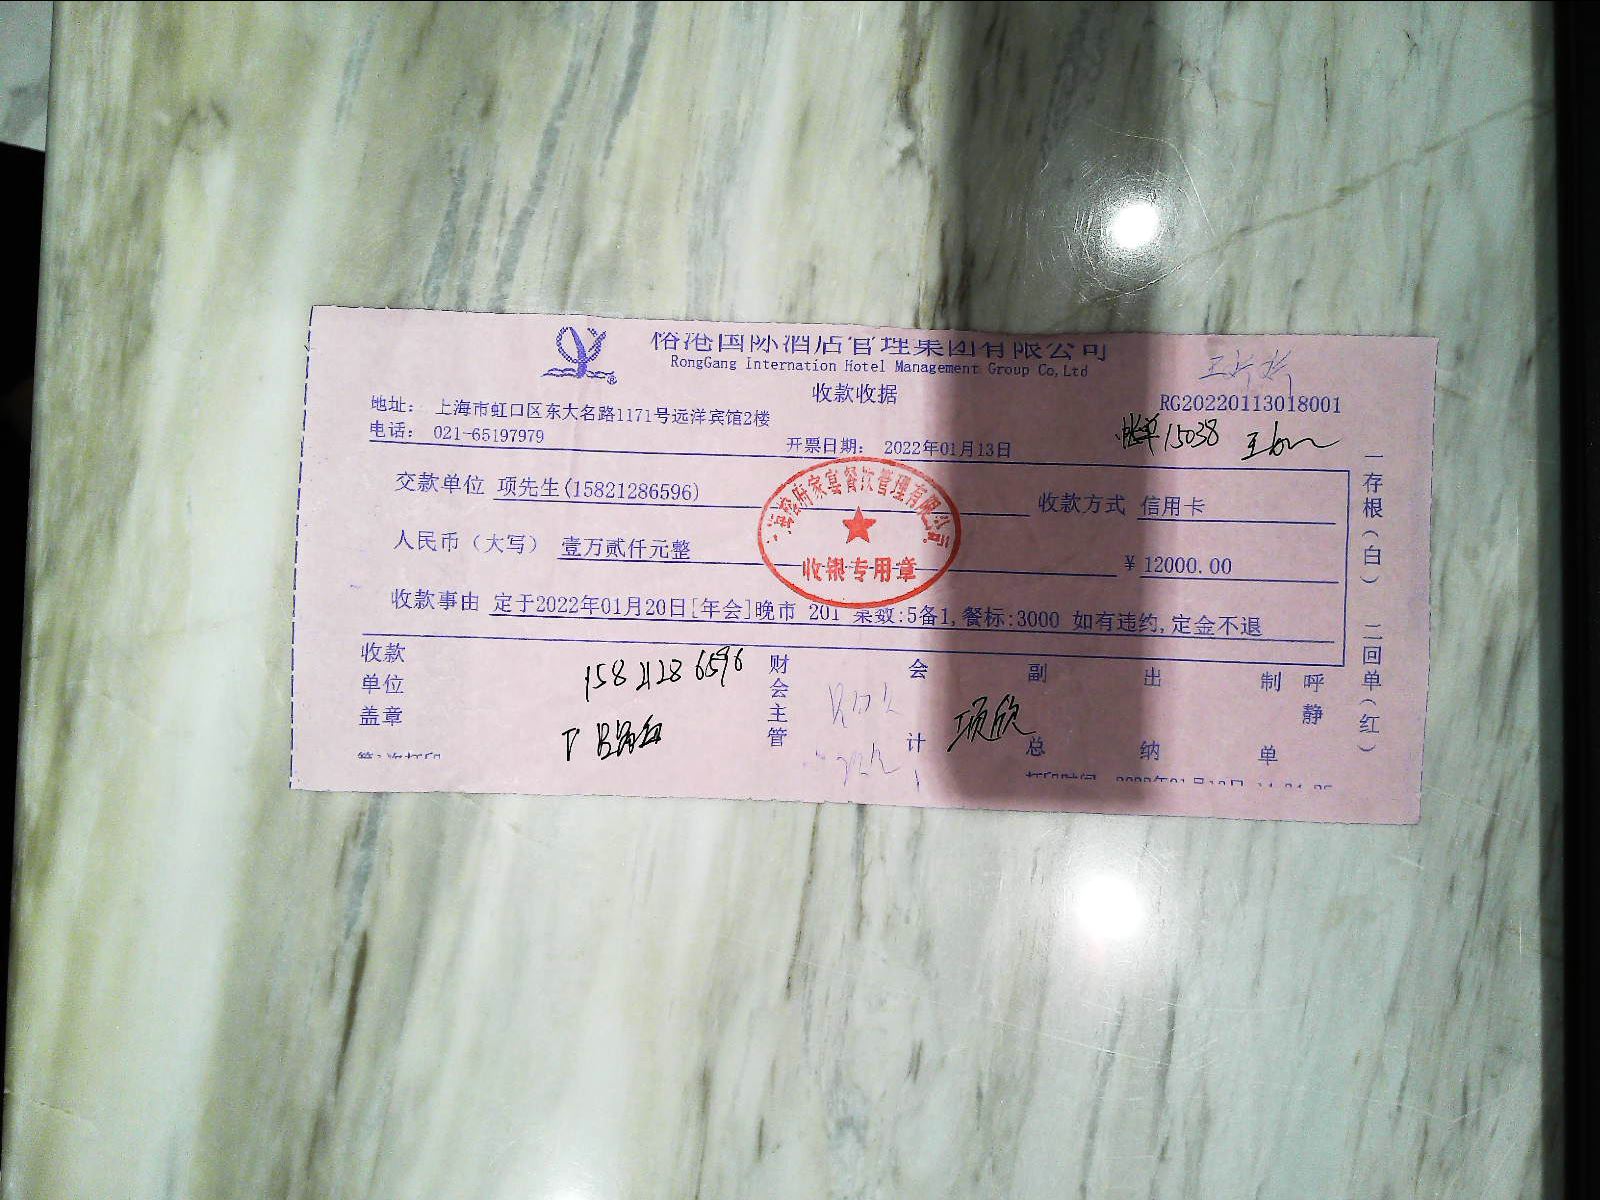 裕港国际酒店管理集团有限公司
RongGang Internation Hotel Management Group Co,Ltd
收款收据
RG20220113018001
地址： 上海市虹口区东大名路1171号远洋宾馆2楼
电话： 021-65197979
开票日期： 2022年01月13日
15038
交款单位 项先生(15821286596)
收款方式 信用卡
人民币（大写） 壹万贰仟元整
¥ 12000.00
收款事由 定于2022年01月20日[年会]晚市 201 桌数:5备1,餐标:3000 如有违约,定金不退
收银专用章
收款单位盖章
15821286596
财会主管
会计
项欣
副总
出纳
制单
呼静
一存根（白） 二回单（红）